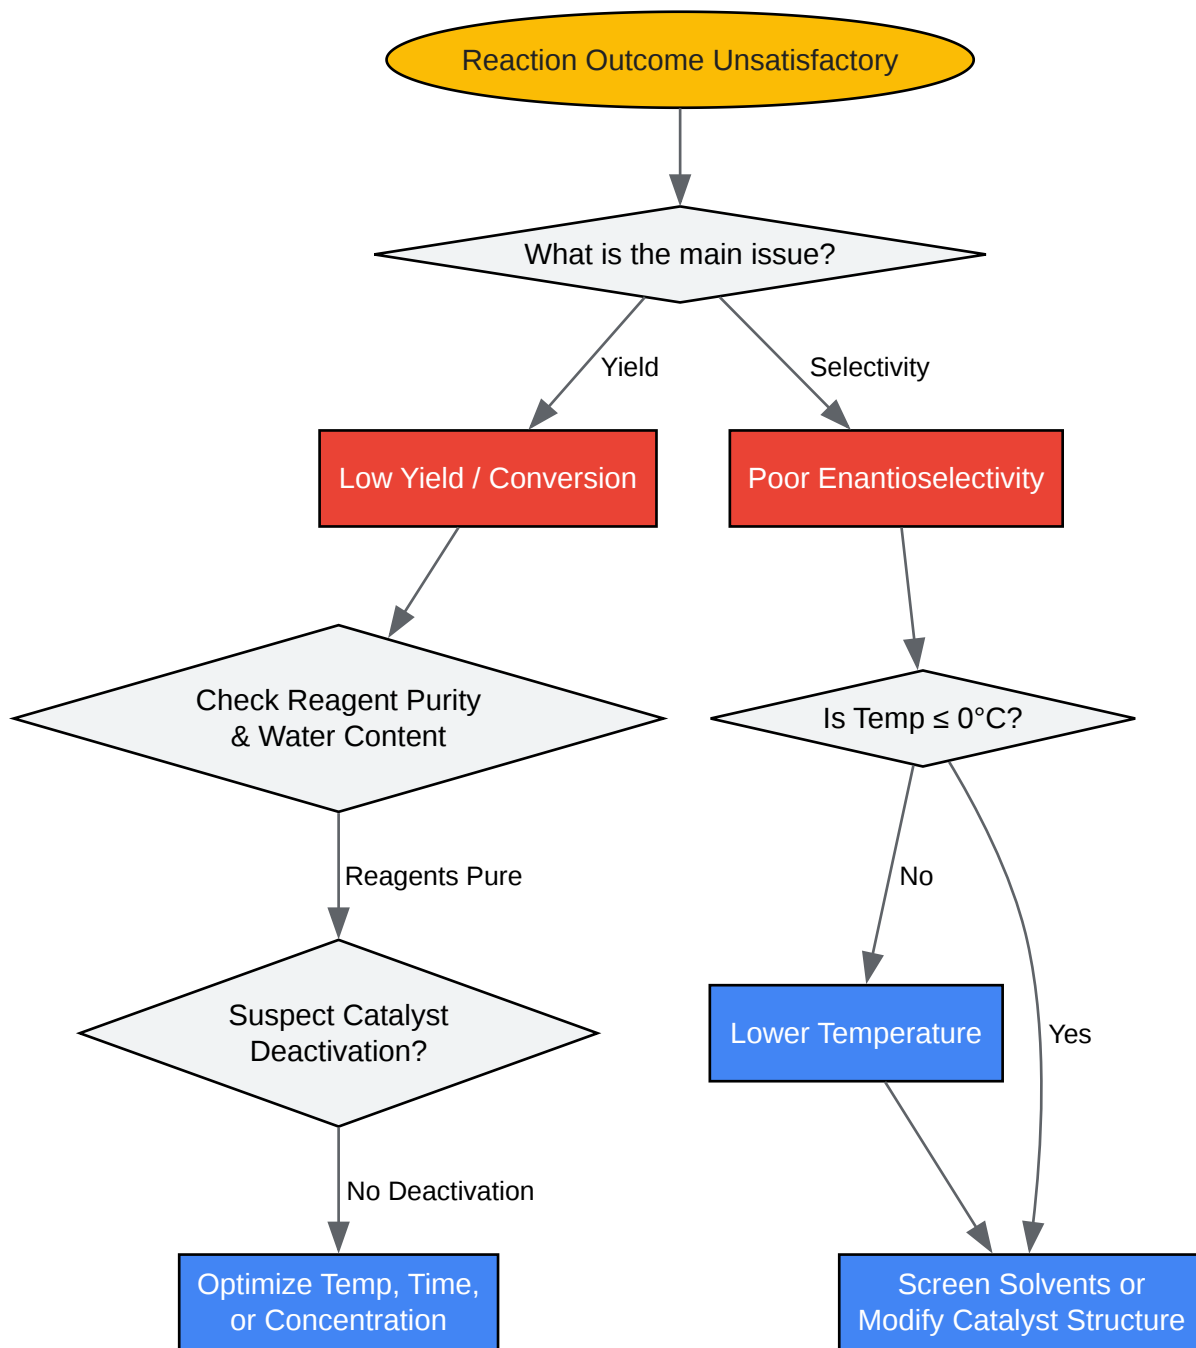 Reaction Outcome Unsatisfactory
What is the main issue?
Yield
Selectivity
Low Yield / Conversion
Poor Enantioselectivity
Check Reagent Purity
& Water Content
Is Temp ≤ 0°C?
Reagents Pure
No
Suspect Catalyst
Deactivation?
Lower Temperature
Yes
No Deactivation
Optimize Temp, Time,
or Concentration
Screen Solvents or
Modify Catalyst Structure